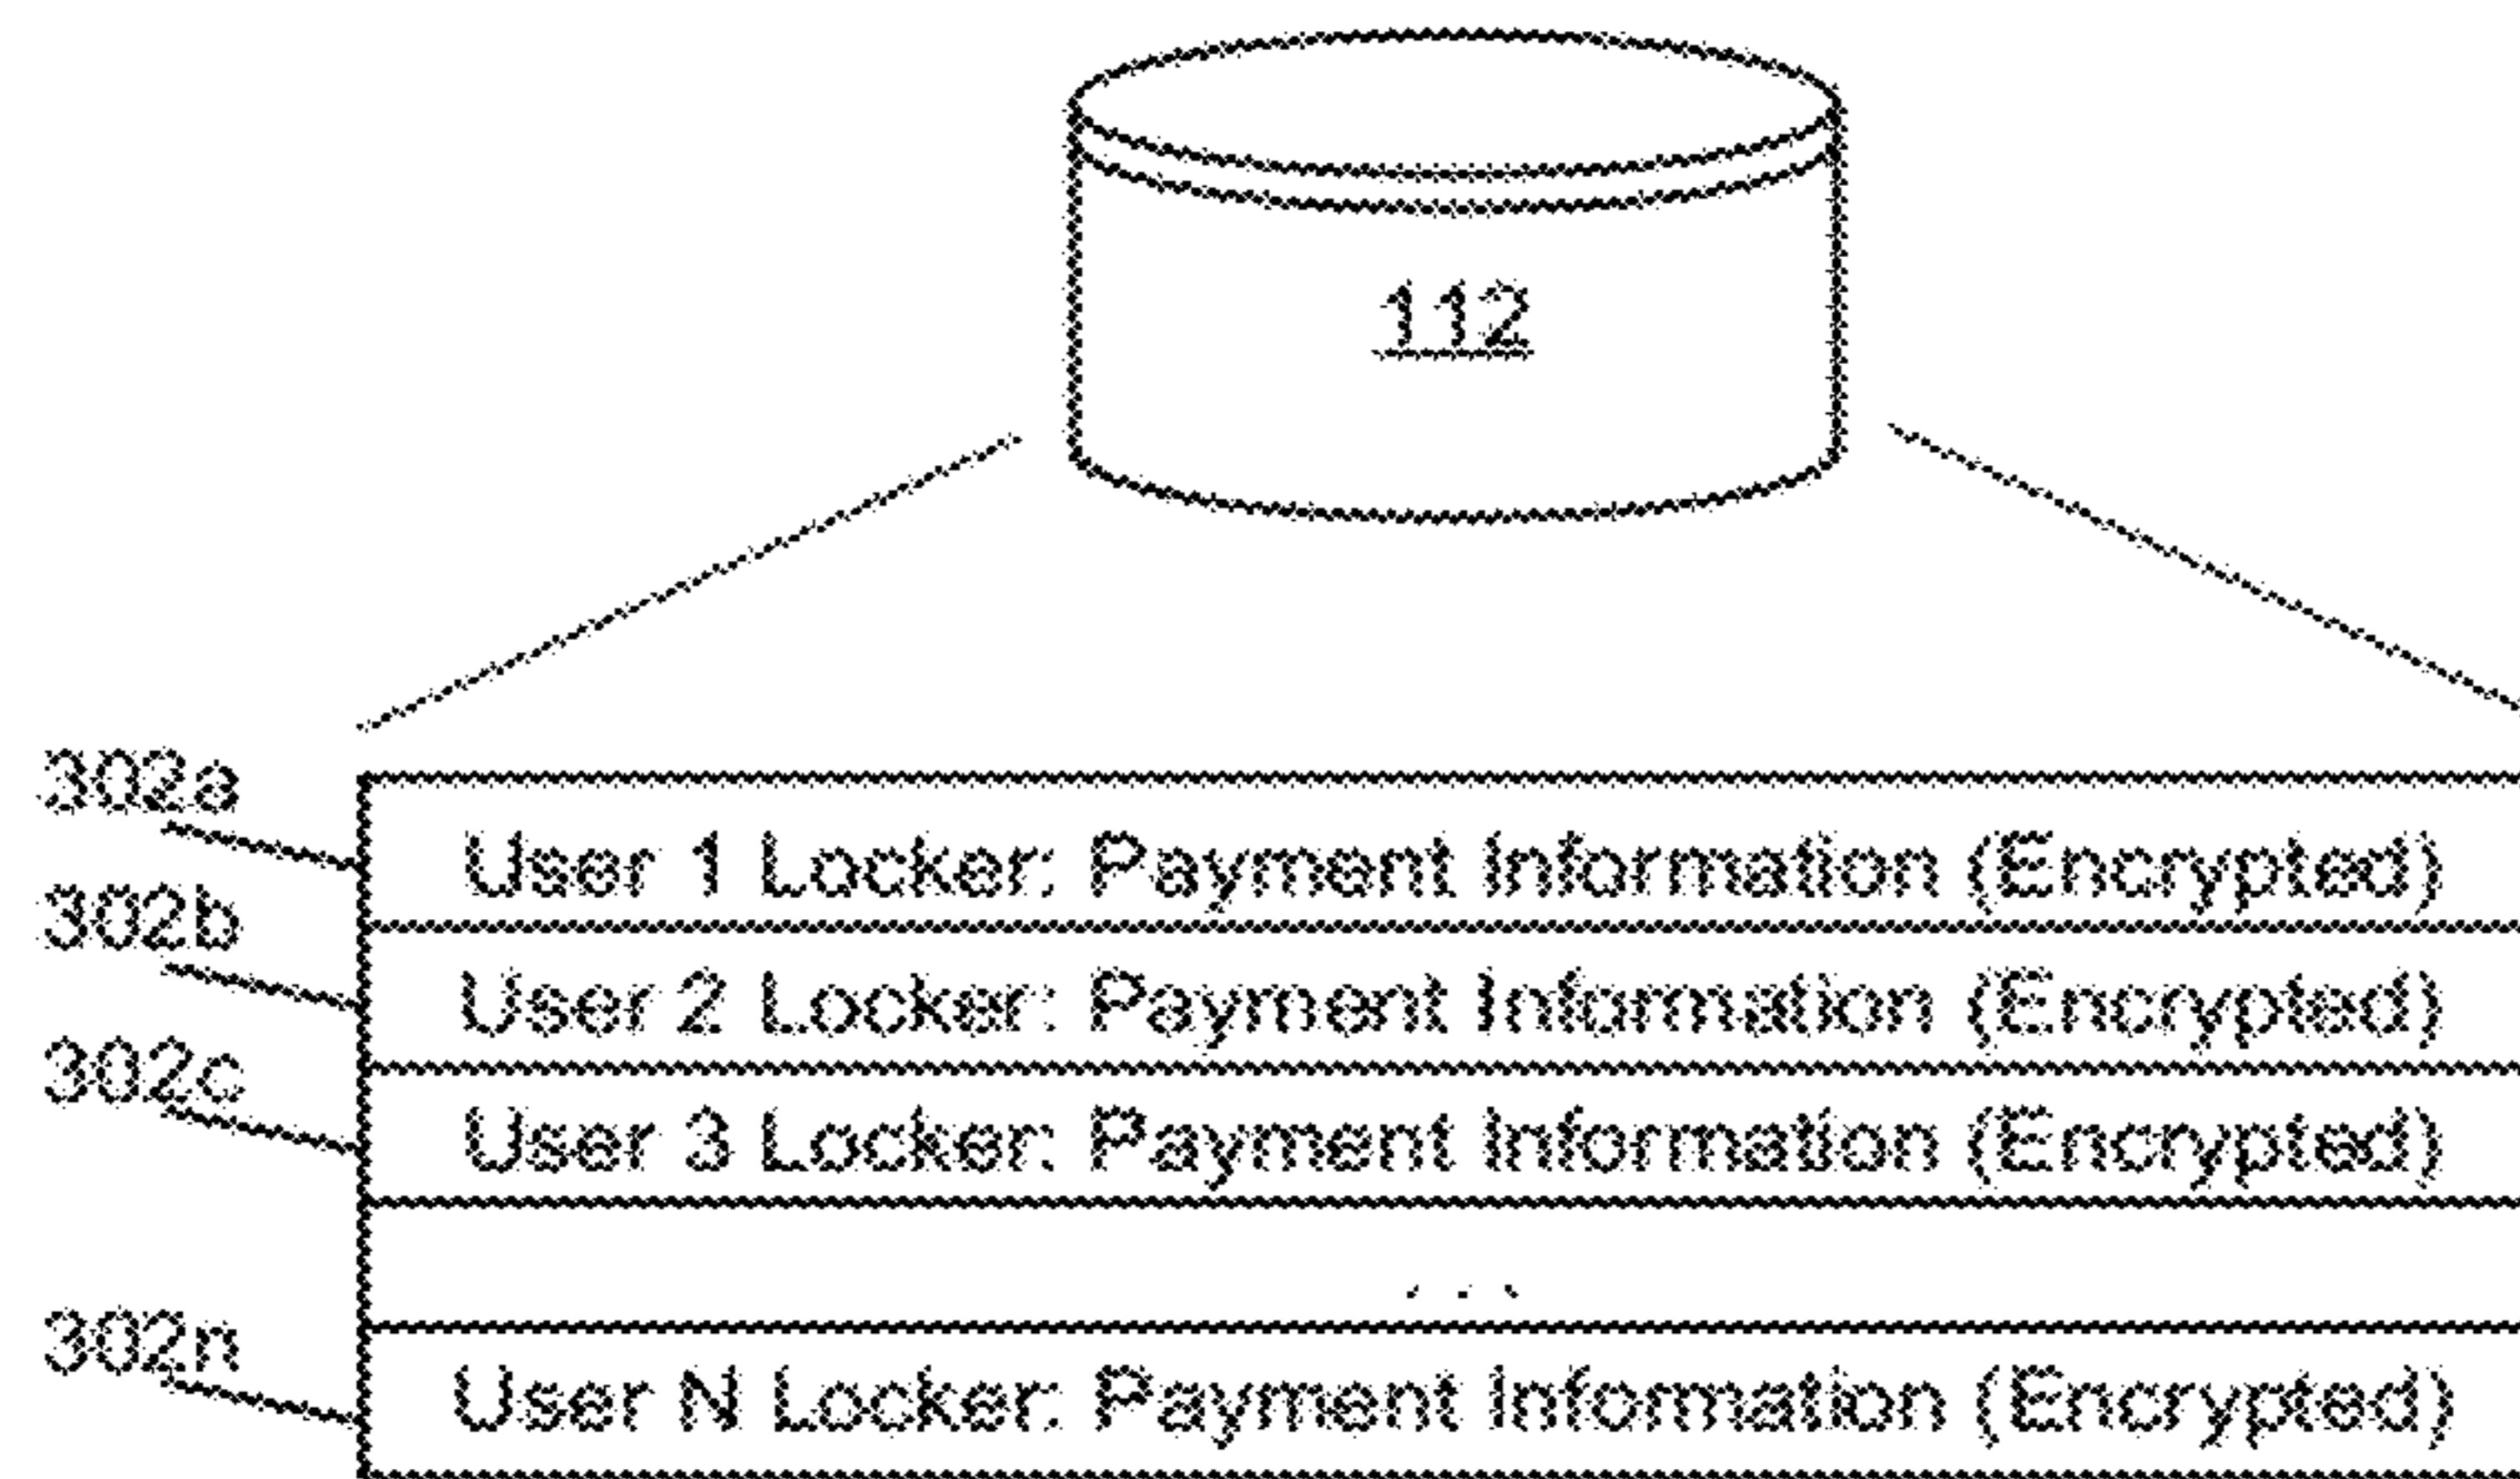 112
302a
User 1 Locker: Payment Information (Encrypted)
302b
User 2 Locker: Payment Information (Encrypted)
302c
User 3 Locker: Payment Information (Encrypted)
. . .
302n
User N Locker: Payment Information (Encrypted)